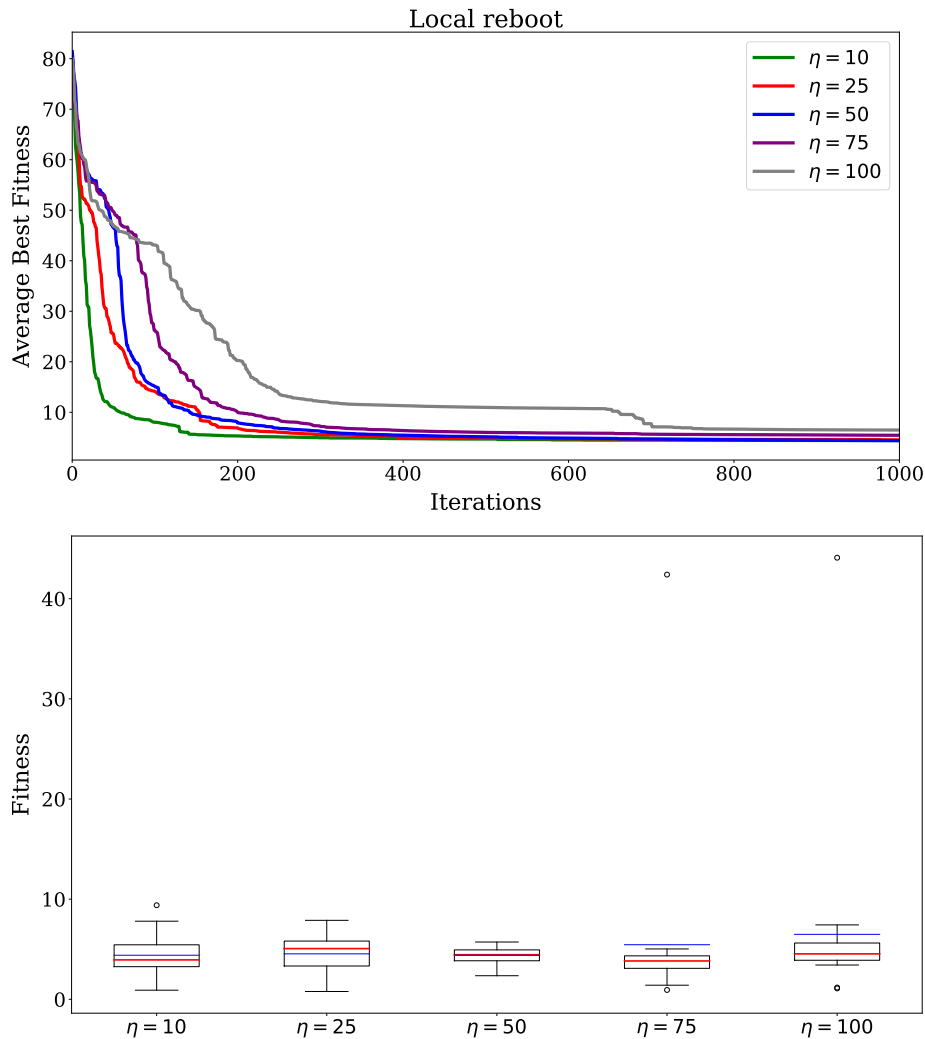 Local reboot
80
70
60
50
40
30
20
10
Average Best Fitness
η = 10
η = 25
η = 50
η = 75
η = 100
0
200
400
600
800
1000
Iterations
40
30
20
10
0
Fitness
η = 10
η = 25
η = 50
η = 75
η = 100